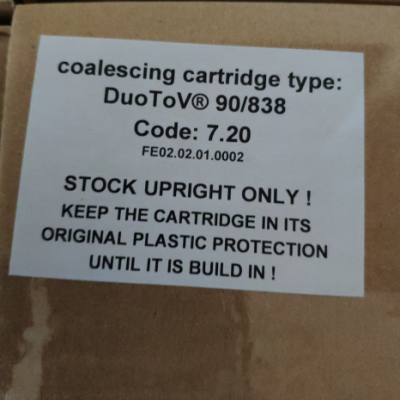 coalescing cartridge type:
DuoToV® 90/838
Code: 7.20
FE02.02.01.0002
STOCK UPRIGHT ONLY !
KEEP THE CARTRIDGE IN ITS
ORIGINAL PLASTIC PROTECTION
UNTIL IT IS BUILD IN !